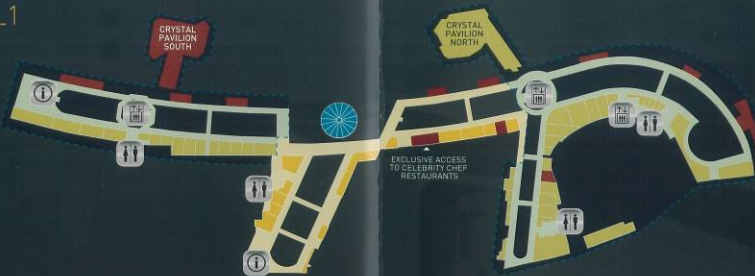 L1
CRYSTAL
PAVILION
SOUTH
CRYSTAL
PAVILION
NORTH
EXCLUSIVE ACCESS
TO CELEBRITY CHEF
RESTAURANTS